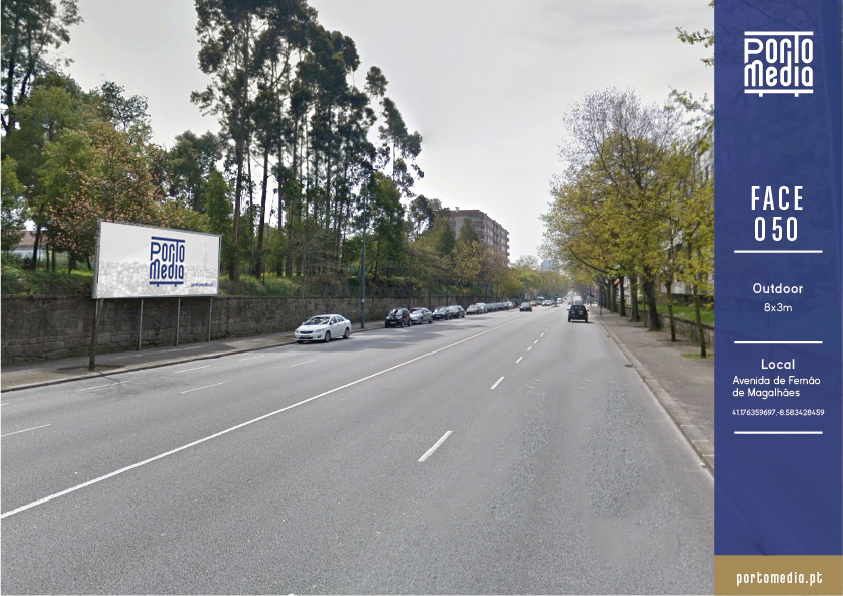 PORTO
MEDIA
portomedia.pt
PORTO
MEDIA
FACE
050
Outdoor
8x3m
Local
Avenida de Fernão
de Magalhães
41.176359697,-8.583428459
portomedia.pt